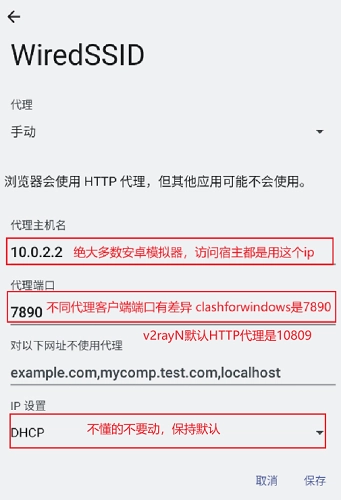 WiredSSID
代理
手动
浏览器会使用 HTTP 代理，但其他应用可能不会使用。
代理主机名
10.0.2.2 绝大多数安卓模拟器，访问宿主都是用这个ip
代理端口
7890 不同代理客户端端口有差异 clashforwindows是7890
v2rayN默认HTTP代理是10809
对以下网址不使用代理
example.com,mycomp.test.com,localhost
IP 设置
DHCP 不懂的不要动，保持默认
取消 保存